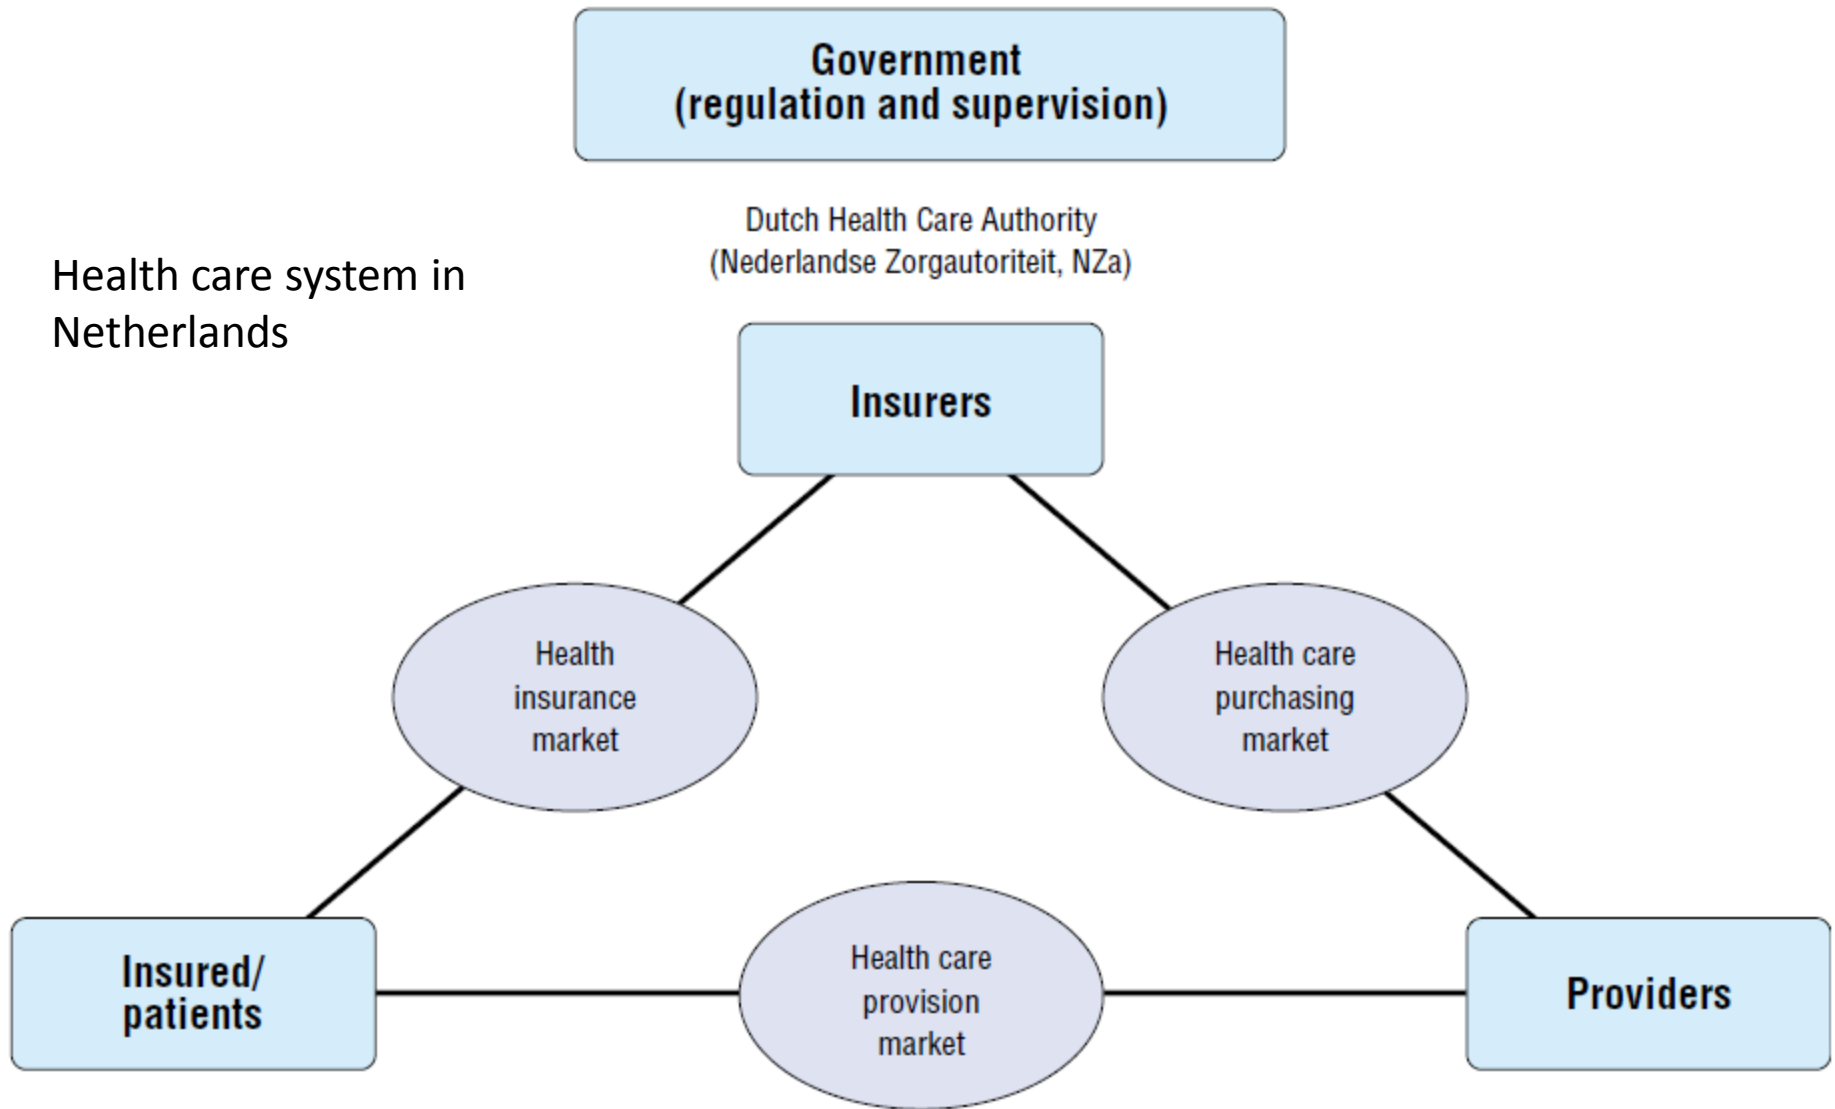 Government
(regulation and supervision)
Dutch Health Care Authority
(Nederlandse Zorgautoriteit, NZa)
Health care system in
Netherlands
Insurers
Health
insurance
market
Health care
purchasing
market
Insured/
patients
Health care
provision
market
Providers